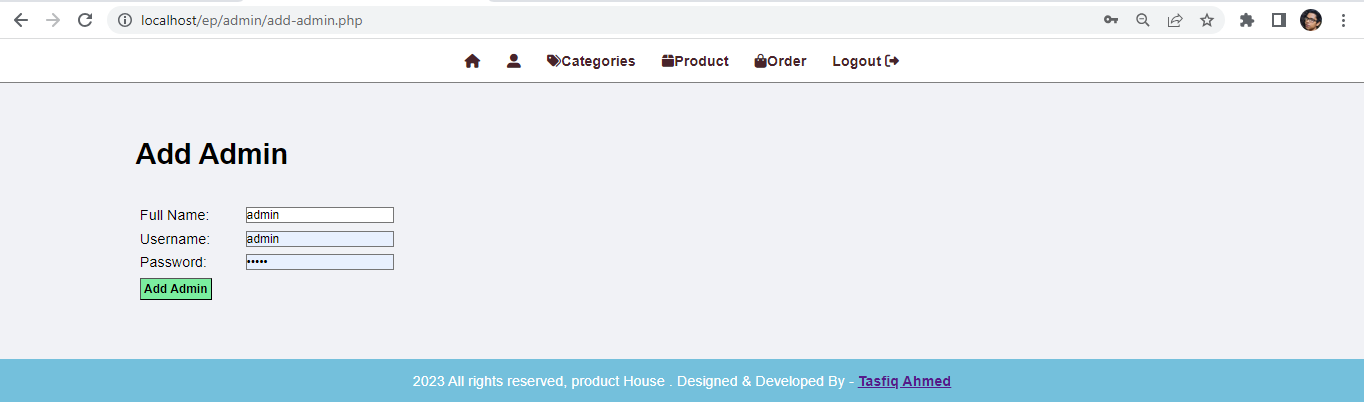 localhost/ep/admin/add-admin.php
Categories Product Order Logout
Add Admin
Full Name: admin
Username: admin
Password: •••••
Add Admin
2023 All rights reserved, product House . Designed & Developed By - Tasfiq Ahmed